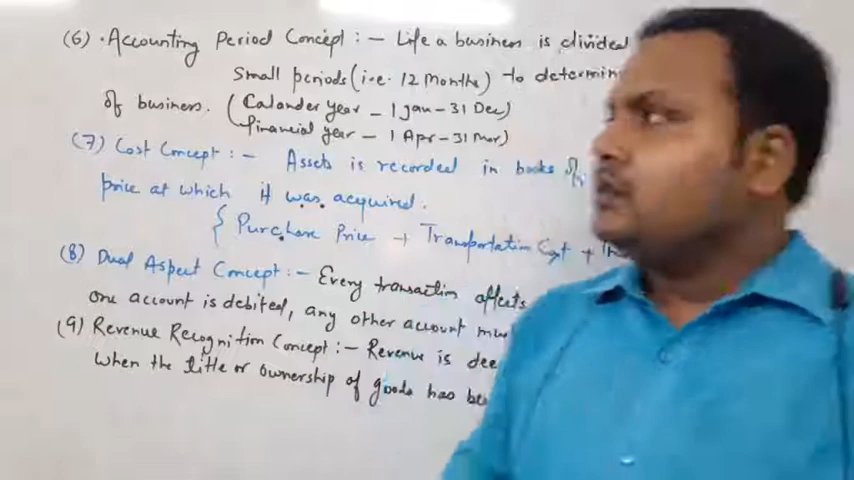 (6) Accounting Period Concept :- Life a business is divided
Small periods (i.e. 12 Months) to determin
of business. (Calander year - 1 Jan - 31 Dec)
financial year - 1 Apr - 31 Mar)
(7) Cost Concept :- Assets is recorded in books of
price at which it was acquired.
{ Purchase Price + Transportation Cost +
(8) Dual Aspect Concept :- Every transaction affects
one account is debited, any other account mus
(9) Revenue Recognition Concept :- Revenue is dee
when the title or ownership of goods has be